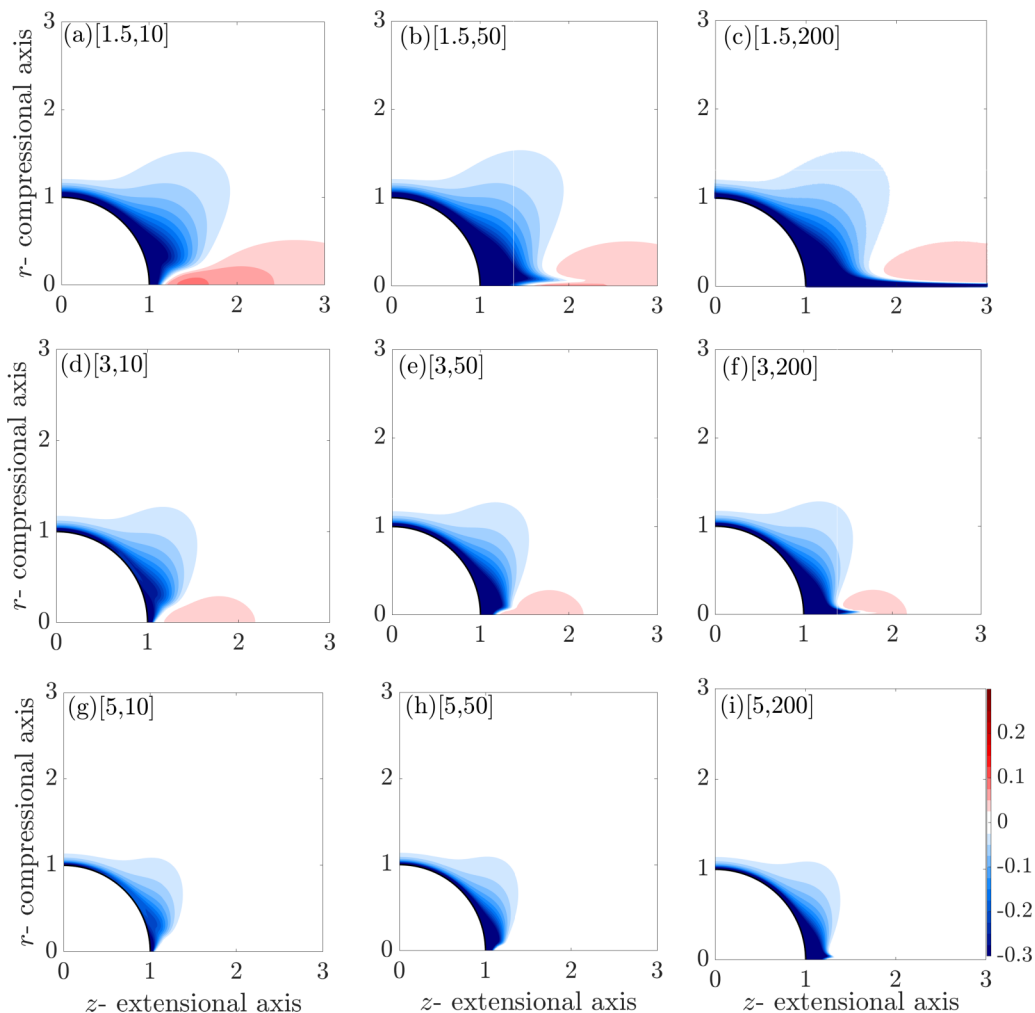 (a)[1.5,10]
(b)[1.5,50]
(c)[1.5,200]
3
2
1
0
r- compressional axis
0 1 2 3
3
2
1
0
0 1 2 3
3
2
1
0
0 1 2 3
(d)[3,10]
(e)[3,50]
(f)[3,200]
3
2
1
0
r- compressional axis
0 1 2 3
3
2
1
0
0 1 2 3
3
2
1
0
0 1 2 3
(g)[5,10]
(h)[5,50]
(i)[5,200]
3
2
1
0
r- compressional axis
0 1 2 3
z- extensional axis
3
2
1
0
0 1 2 3
z- extensional axis
3
2
1
0
0 1 2 3
z- extensional axis
0.2
0.1
0
-0.1
-0.2
-0.3